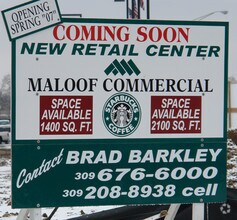 OPENING
SPRING "07"
COMING SOON
NEW RETAIL CENTER
MALOOF COMMERCIAL
SPACE
AVAILABLE
1400 SQ. FT.
STARBUCKS
COFFEE
SPACE
AVAILABLE
2100 SQ. FT.
Contact BRAD BARKLEY
309 676-6000
309 208-8938 cell